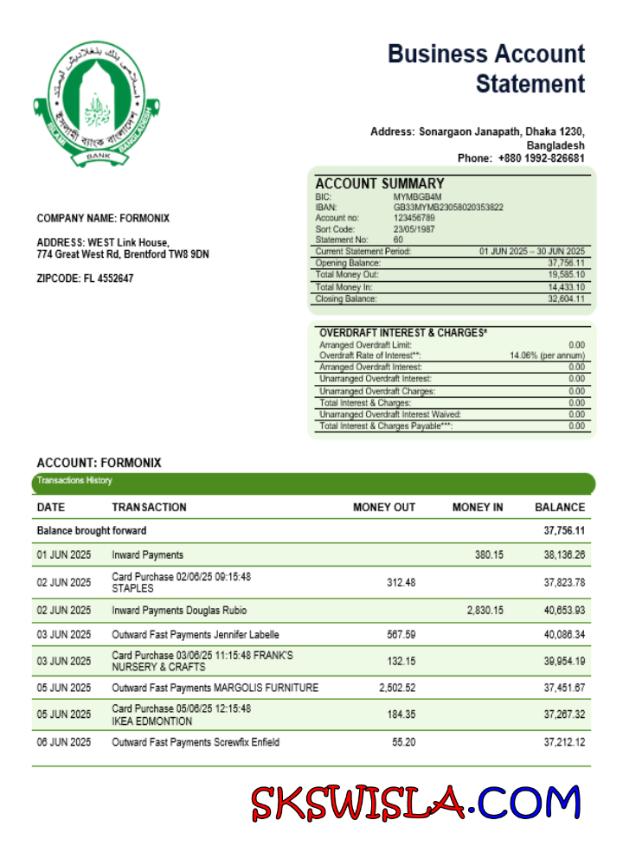 Business Account
Statement
ইসলামী ব্যাংক বাংলাদেশ
ISLAMI BANK BANGLADESH
Address: Sonargaon Janapath, Dhaka 1230,
Bangladesh
Phone: +880 1992-826681
COMPANY NAME: FORMONIX
ADDRESS: WEST Link House,
774 Great West Rd, Brentford TW8 9DN
ZIPCODE: FL 4552647
ACCOUNT SUMMARY
BIC: MYMBGB4M
IBAN: GB33MYMB23058020353822
Account no: 123456789
Sort Code: 23/05/1987
Statement No: 60
Current Statement Period: 01 JUN 2025 – 30 JUN 2025
Opening Balance: 37,756.11
Total Money Out: 19,585.10
Total Money In: 14,433.10
Closing Balance: 32,604.11
OVERDRAFT INTEREST & CHARGES*
Arranged Overdraft Limit: 0.00
Overdraft Rate of Interest**: 14.06% (per annum)
Arranged Overdraft Interest: 0.00
Unarranged Overdraft Interest: 0.00
Unarranged Overdraft Charges: 0.00
Total Interest & Charges: 0.00
Unarranged Overdraft Interest Waived: 0.00
Total Interest & Charges Payable***: 0.00
ACCOUNT: FORMONIX
Transactions History
DATE TRANSACTION MONEY OUT MONEY IN BALANCE
Balance brought forward 37,756.11
01 JUN 2025 Inward Payments 380.15 38,136.26
02 JUN 2025 Card Purchase 02/06/25 09:15:48
STAPLES 312.48 37,823.78
02 JUN 2025 Inward Payments Douglas Rubio 2,830.15 40,653.93
03 JUN 2025 Outward Fast Payments Jennifer Labelle 567.59 40,086.34
03 JUN 2025 Card Purchase 03/06/25 11:15:48 FRANK'S
NURSERY & CRAFTS 132.15 39,954.19
05 JUN 2025 Outward Fast Payments MARGOLIS FURNITURE 2,502.52 37,451.67
05 JUN 2025 Card Purchase 05/06/25 12:15:48
IKEA EDMONTION 184.35 37,267.32
06 JUN 2025 Outward Fast Payments Screwfix Enfield 55.20 37,212.12
SKSWISLA.COM